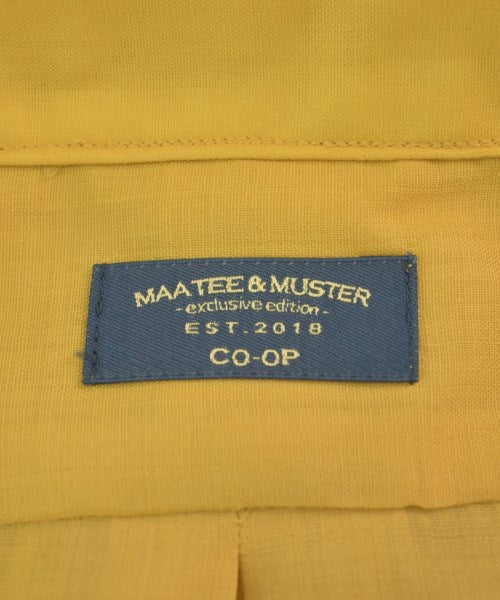 MAATEE & MUSTER
- exclusive edition -
EST. 2018
CO-OP